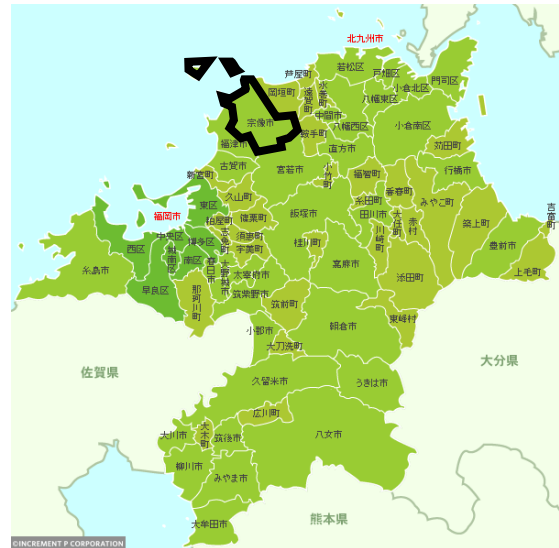 北九州市
芦屋町
若松区
戸畑区
門司区
岡垣町
遠賀町
水巻町
八幡東区
小倉北区
中間市
宗像市
鞍手町
八幡西区
小倉南区
福津市
直方市
苅田町
古賀市
宮若市
小竹町
福智町
行橋市
新宮町
香春町
久山町
糸田町
みやこ町
吉富町
東区
篠栗町
飯塚市
田川市
大任町
赤村
築上町
福岡市
粕屋町
志免町
須恵町
川崎町
中央区
博多区
宇美町
桂川町
豊前市
西区
城南区
南区
春日市
大野城市
太宰府市
嘉麻市
添田町
上毛町
糸島市
早良区
那珂川町
筑紫野市
筑前町
東峰村
小郡市
朝倉市
大刀洗町
佐賀県
大分県
久留米市
うきは市
広川町
大川市
大木町
筑後市
八女市
柳川市
みやま市
熊本県
大牟田市
©INCREMENT P CORPORATION